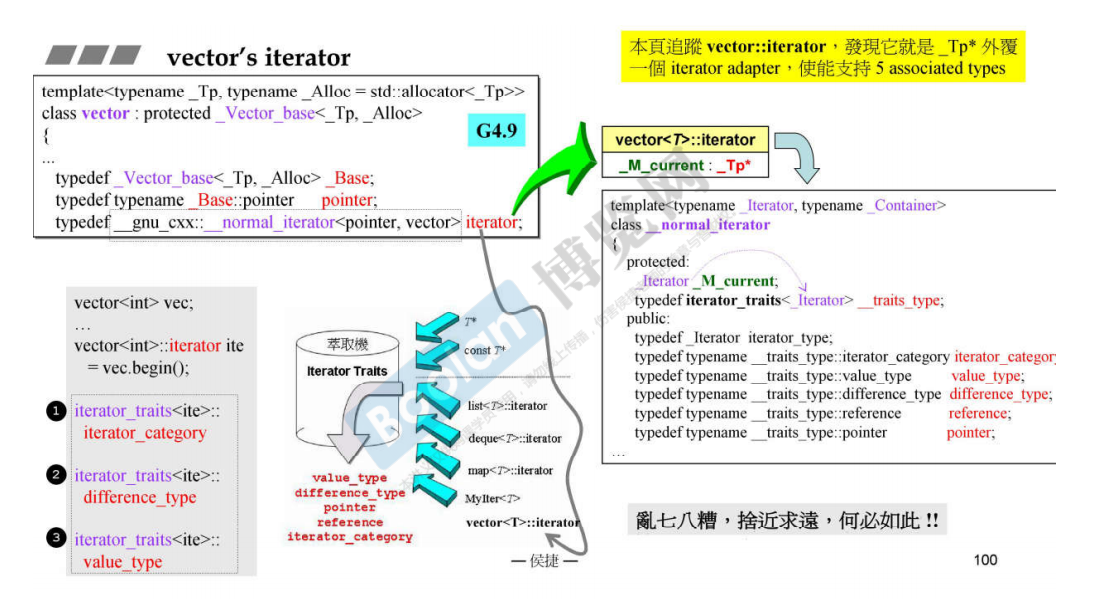 vector's iterator
本頁追蹤 vector::iterator,發現它就是 _Tp* 外覆
一個 iterator adapter,使能支持 5 associated types
template<typename _Tp, typename _Alloc = std::allocator<_Tp>>
class vector : protected _Vector_base<_Tp, _Alloc>
{
...
typedef _Vector_base<_Tp, _Alloc> _Base;
typedef typename _Base::pointer pointer;
typedef __gnu_cxx::__normal_iterator<pointer, vector> iterator;
G4.9
vector<T>::iterator
_M_current : _Tp*
template<typename _Iterator, typename _Container>
class __normal_iterator
{
protected:
_Iterator _M_current;
typedef iterator_traits<_Iterator> __traits_type;
public:
typedef _Iterator iterator_type;
typedef typename __traits_type::iterator_category iterator_category
typedef typename __traits_type::value_type value_type;
typedef typename __traits_type::difference_type difference_type;
typedef typename __traits_type::reference reference;
typedef typename __traits_type::pointer pointer;
...
vector<int> vec;
...
vector<int>::iterator ite
= vec.begin();
1 iterator_traits<ite>::
iterator_category
2 iterator_traits<ite>::
difference_type
3 iterator_traits<ite>::
value_type
萃取機
Iterator Traits
T*
const T*
list<T>::iterator
deque<T>::iterator
map<T>::iterator
MyIter<T>
vector<T>::iterator
value_type
difference_type
pointer
reference
iterator_category
亂七八糟,捨近求遠,何必如此 !!
— 侯捷 —
100
Boolan 博览网